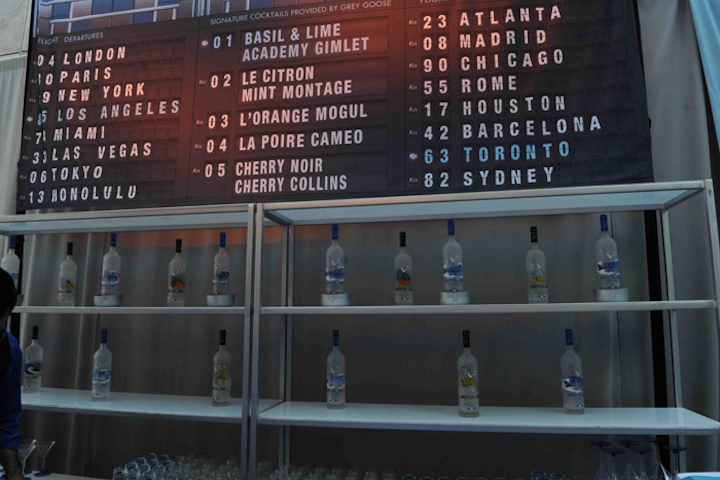 SIGNATURE COCKTAILS PROVIDED BY GREY GOOSE
FLIGHT DEPARTURES
04 LONDON
PARIS
9 NEW YORK
LOS ANGELES
MIAMI
LAS VEGAS
06 TOKYO
13 HONOLULU
01 BASIL & LIME
ACADEMY GIMLET
02 LE CITRON
MINT MONTAGE
03 L'ORANGE MOGUL
04 LA POIRE CAMEO
05 CHERRY NOIR
CHERRY COLLINS
23 ATLANTA
08 MADRID
90 CHICAGO
55 ROME
17 HOUSTON
42 BARCELONA
63 TORONTO
82 SYDNEY